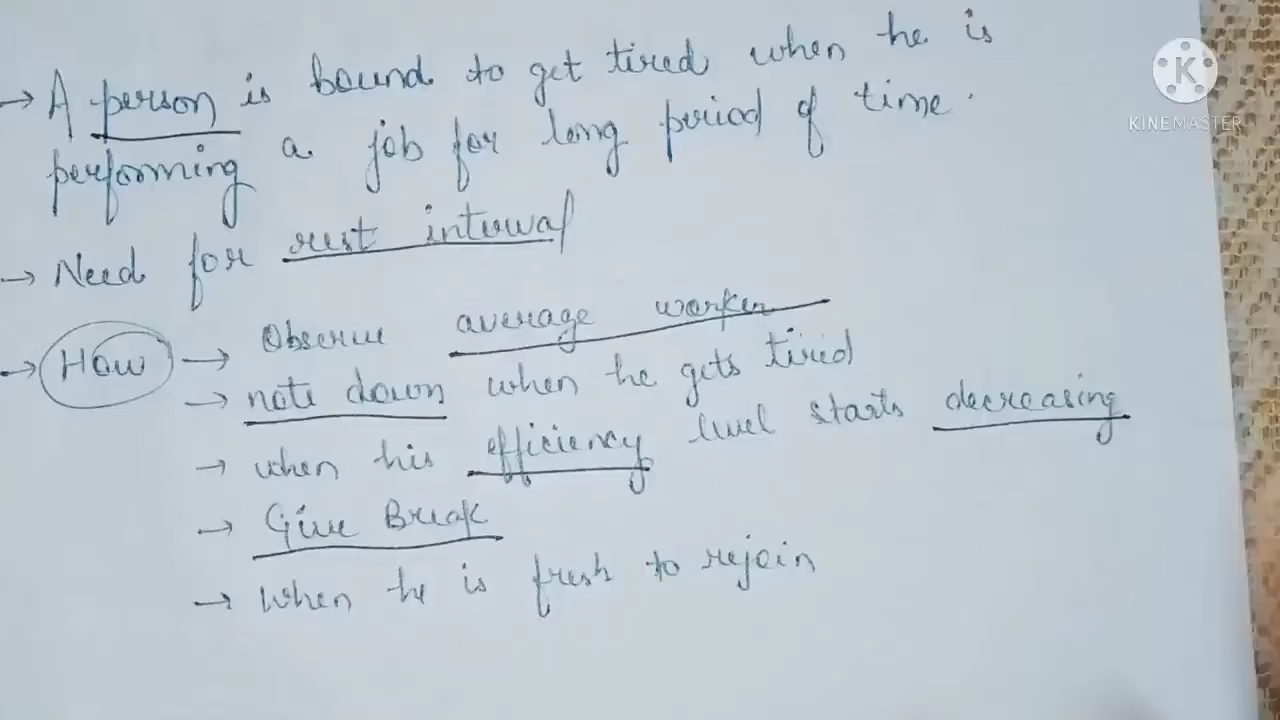 → A person is bound to get tired when he is
performing a job for long period of time.
→ Need for rest interval
→ How → Observe average worker
→ note down when he gets tired
→ when his efficiency level starts decreasing
→ Give Break
→ When he is fresh to rejoin
K
KINEMASTER